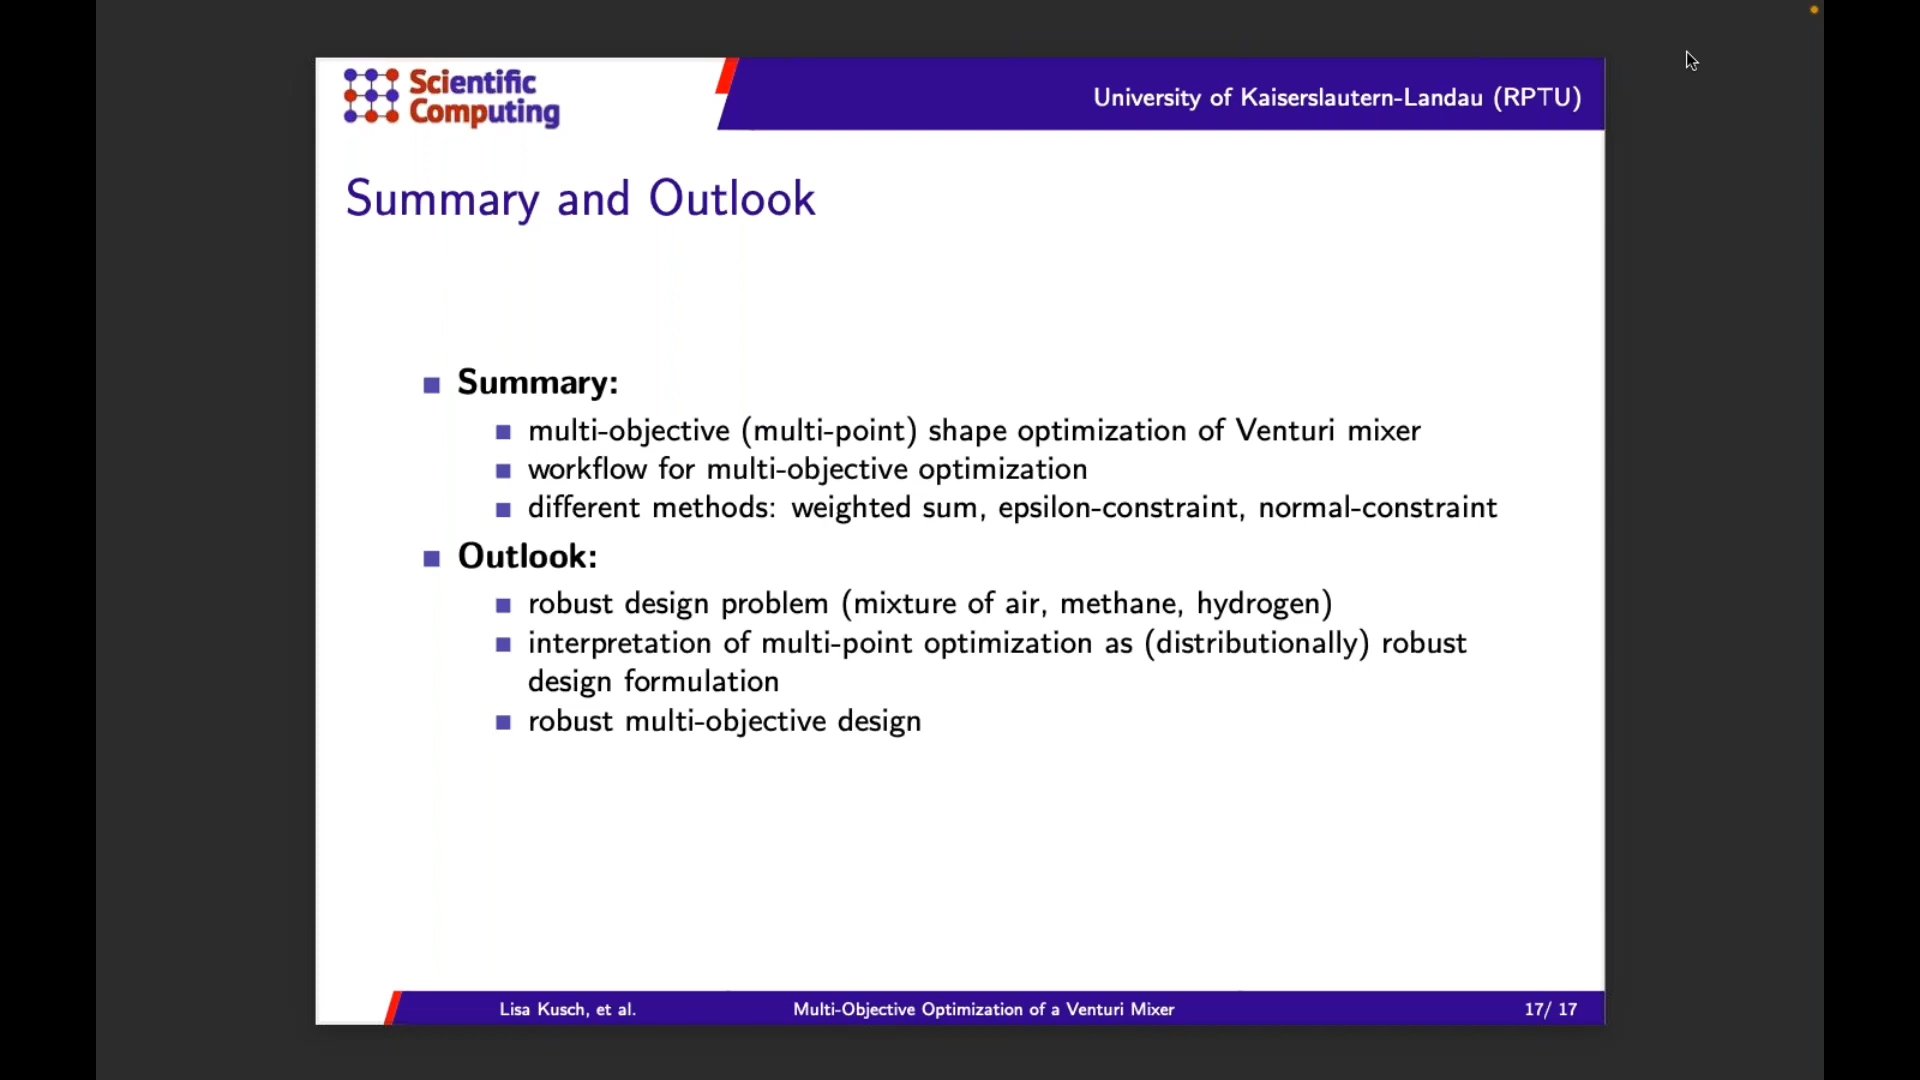 Scientific
Computing
University of Kaiserslautern-Landau (RPTU)
Summary and Outlook
Summary:
multi-objective (multi-point) shape optimization of Venturi mixer
workflow for multi-objective optimization
different methods: weighted sum, epsilon-constraint, normal-constraint
Outlook:
robust design problem (mixture of air, methane, hydrogen)
interpretation of multi-point optimization as (distributionally) robust
design formulation
robust multi-objective design
Lisa Kusch, et al. Multi-Objective Optimization of a Venturi Mixer 17/ 17